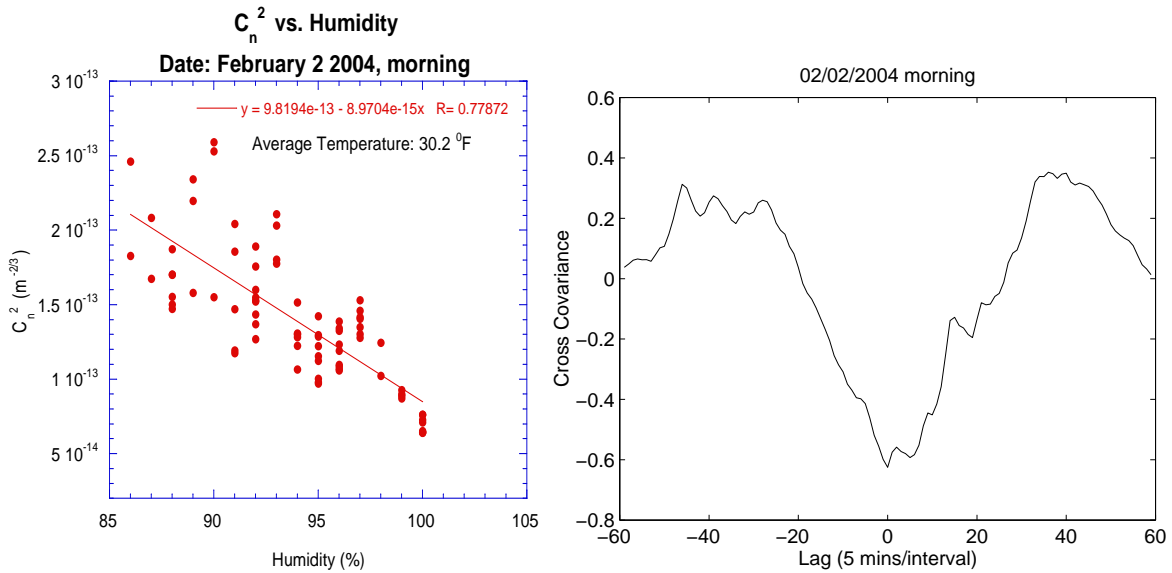 C_n^2 vs. Humidity
Date: February 2 2004, morning
y = 9.8194e-13 - 8.9704e-15x R= 0.77872
Average Temperature: 30.2 ^0F
3 10^-13
2.5 10^-13
2 10^-13
1.5 10^-13
1 10^-13
5 10^-14
C_n^2 (m^-2/3)
85 90 95 100 105
Humidity (%)
02/02/2004 morning
0.6
0.4
0.2
0
−0.2
−0.4
−0.6
−0.8
Cross Covariance
−60 −40 −20 0 20 40 60
Lag (5 mins/interval)